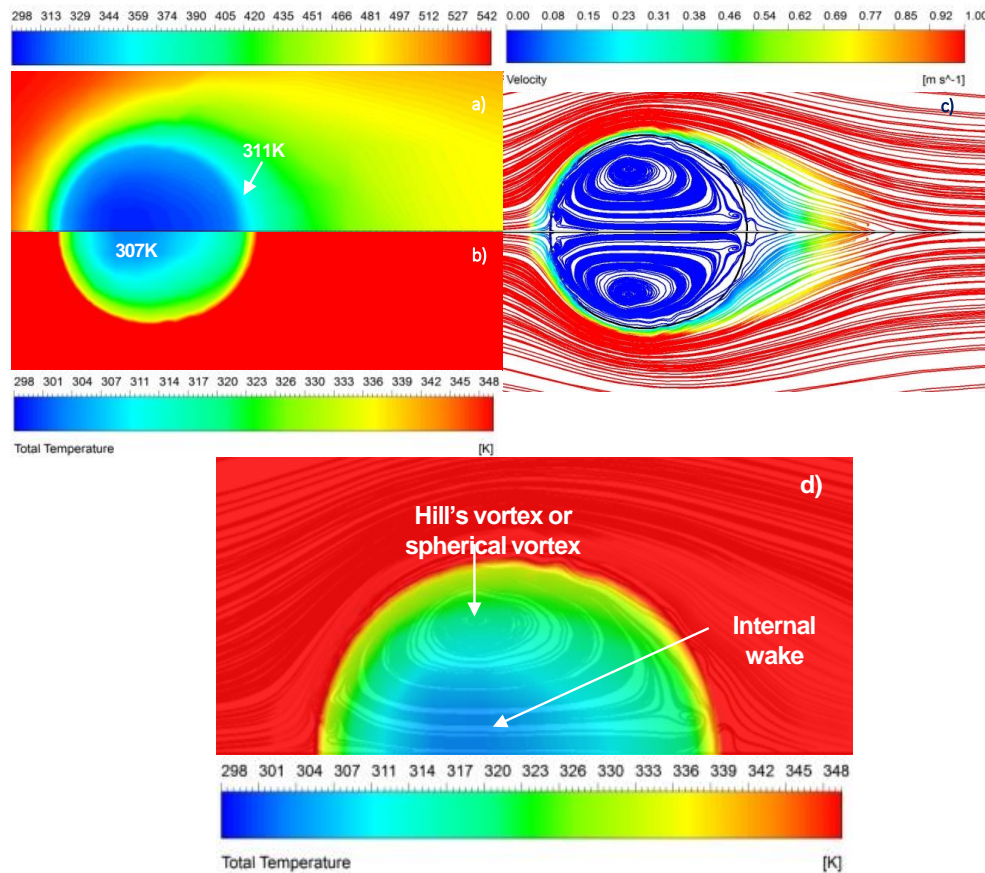 298 313 329 344 359 374 390 405 420 435 451 466 481 497 512 527 542
0.00 0.08 0.15 0.23 0.31 0.38 0.46 0.54 0.62 0.69 0.77 0.85 0.92 1.00
Velocity [m s^-1]
a)
311K
307K
b)
c)
298 301 304 307 311 314 317 320 323 326 330 333 336 339 342 345 348
Total Temperature [K]
d)
Hill's vortex or
spherical vortex
Internal
wake
298 301 304 307 311 314 317 320 323 326 330 333 336 339 342 345 348
Total Temperature [K]